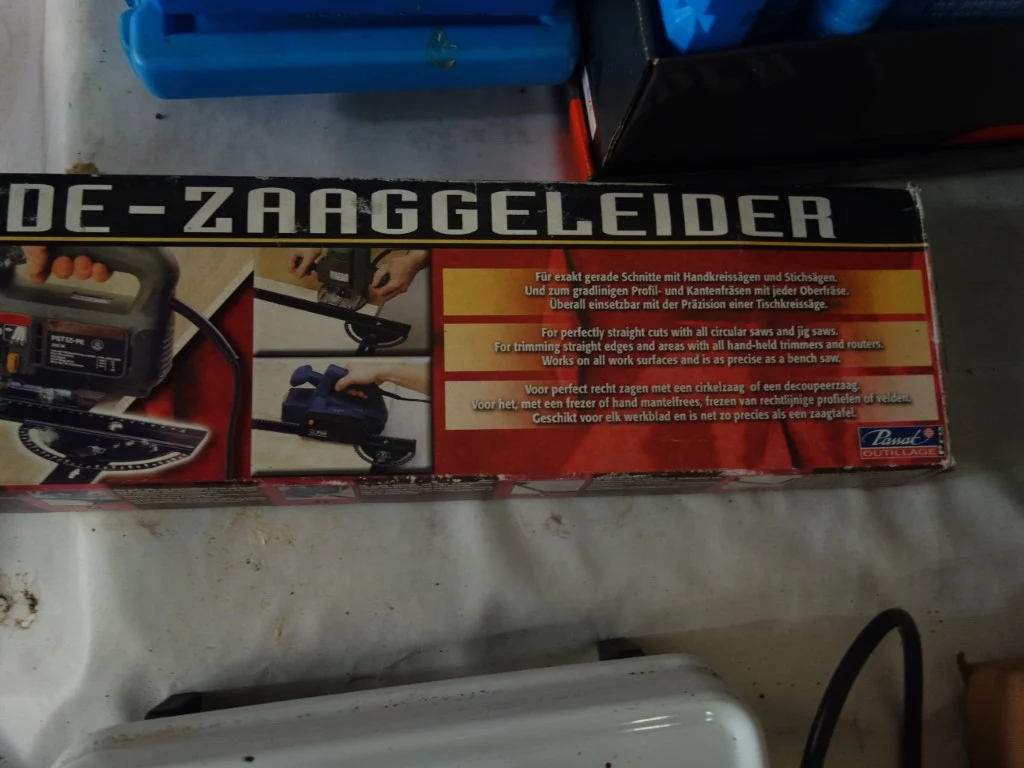 DE-ZAAGGELEIDER
Für exakt gerade Schnitte mit Handkreissägen und Stichsägen.
Und zum gradlinigen Profil- und Kantenfräsen mit jeder Oberfräse.
Überall einsetzbar mit der Präzision einer Tischkreissäge.
For perfectly straight cuts with all circular saws and jig saws.
For trimming straight edges and areas with all hand-held trimmers and routers.
Works on all work surfaces and is as precise as a bench saw.
Voor perfect recht zagen met een cirkelzaag of een decoupeerzaag.
Voor het, met een frezer of hand mantelfrees, frezen van rechtlijnige profielen of velden.
Geschikt voor elk werkblad en is net zo precies als een zaagtafel.
Passat
OUTILLAGE